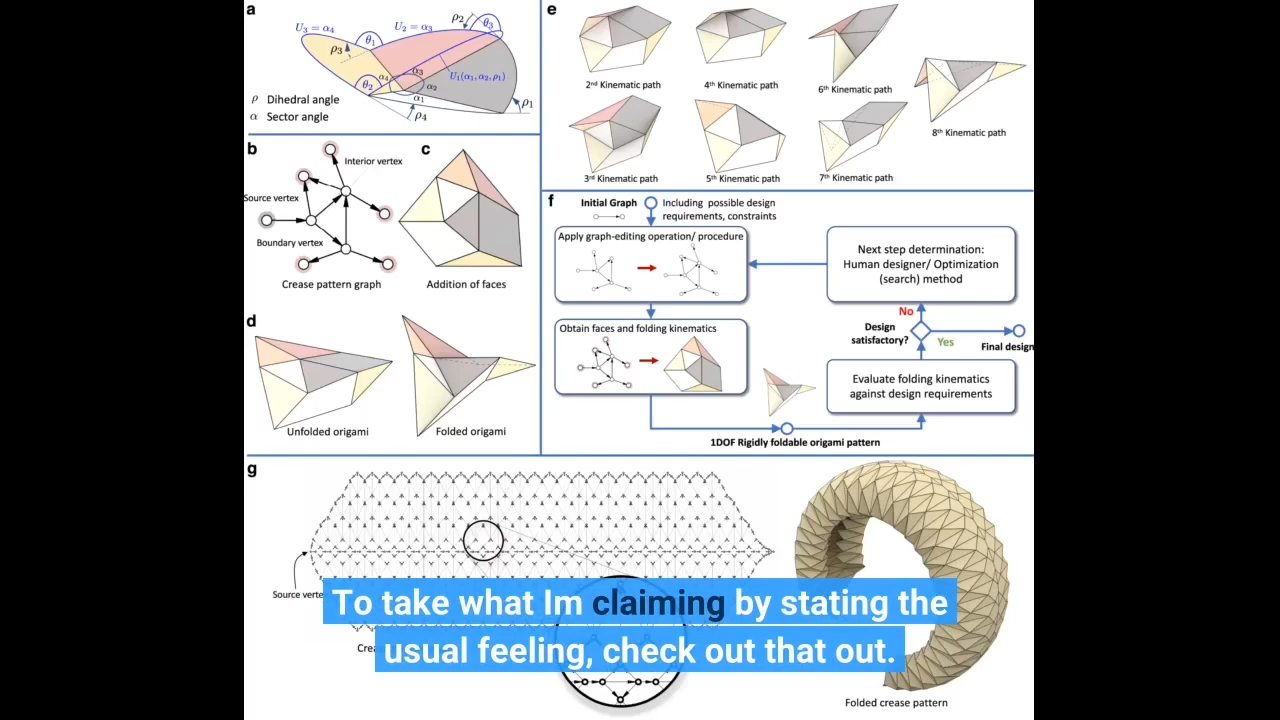 a
U₃ = α₄
U₂ = α₃
ρ₂
θ₃
θ₁
ρ₃
α₃
α₄
U₁(α₁, α₂, ρ₁)
θ₂
α₂
α₁
ρ₁
ρ₄
ρ Dihedral angle
α Sector angle
b
Interior vertex
Source vertex
Boundary vertex
Crease pattern graph
c
Addition of faces
d
Unfolded origami
Folded origami
e
2nd Kinematic path
4th Kinematic path
6th Kinematic path
8th Kinematic path
3rd Kinematic path
5th Kinematic path
7th Kinematic path
f
Initial Graph
Including possible design
requirements, constraints
Apply graph-editing operation/ procedure
Next step determination:
Human designer/ Optimization
(search) method
No
Obtain faces and folding kinematics
Design
satisfactory?
Yes
Final design
Evaluate folding kinematics
against design requirements
1DOF Rigidly foldable origami pattern
g
Source verte
Crea
Folded crease pattern
To take what Im claiming by stating the
usual feeling, check out that out.